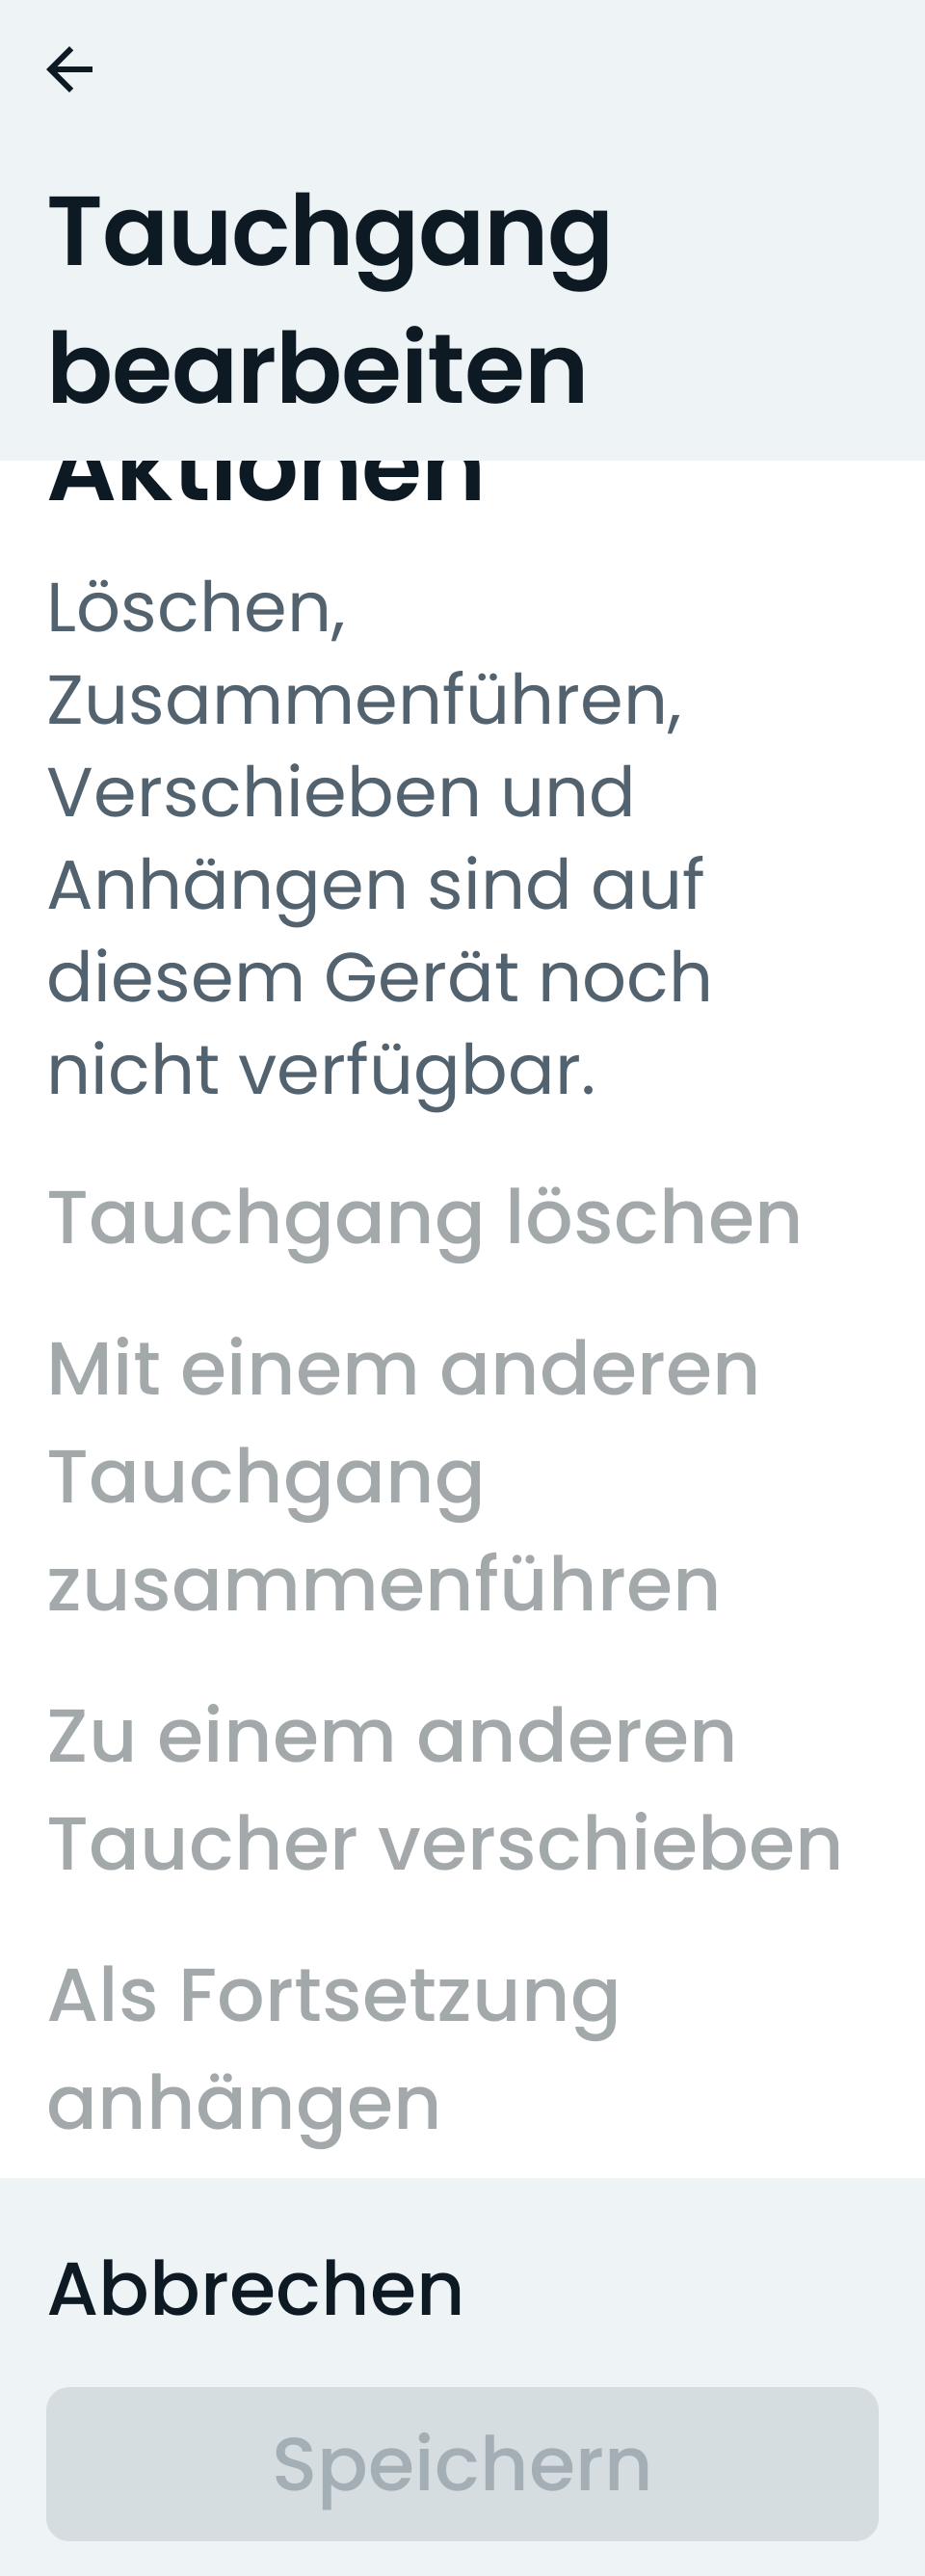 Tauchgang
bearbeiten
Aktionen
Löschen,
Zusammenführen,
Verschieben und
Anhängen sind auf
diesem Gerät noch
nicht verfügbar.
Tauchgang löschen
Mit einem anderen
Tauchgang
zusammenführen
Zu einem anderen
Taucher verschieben
Als Fortsetzung
anhängen
Abbrechen
Speichern